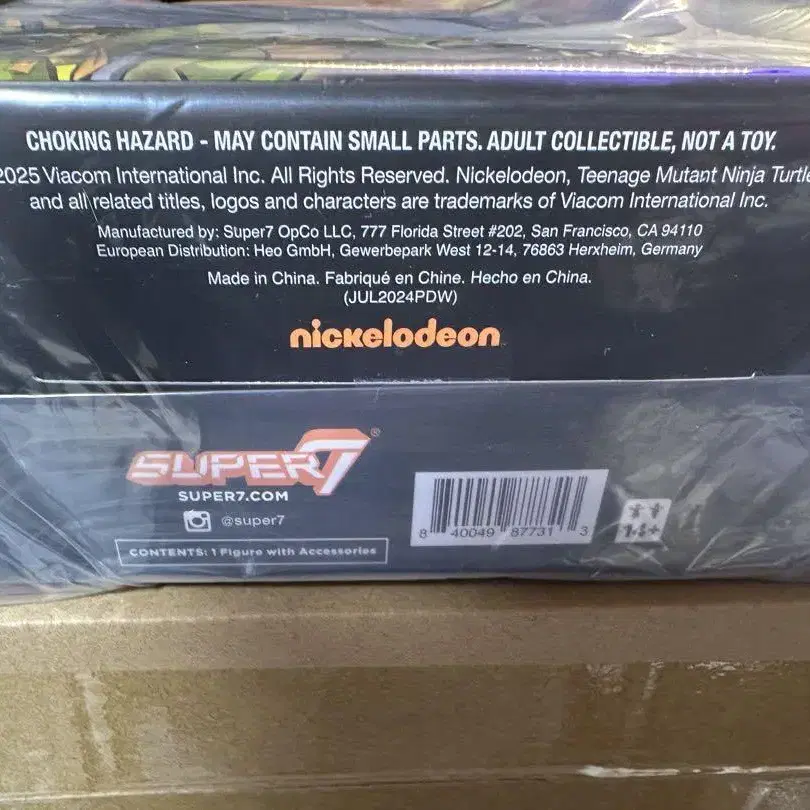 CHOKING HAZARD - MAY CONTAIN SMALL PARTS. ADULT COLLECTIBLE, NOT A TOY.
2025 Viacom International Inc. All Rights Reserved. Nickelodeon, Teenage Mutant Ninja Turtle
and all related titles, logos and characters are trademarks of Viacom International Inc.
Manufactured by: Super7 OpCo LLC, 777 Florida Street #202, San Francisco, CA 94110
European Distribution: Heo GmbH, Gewerbepark West 12-14, 76863 Herxheim, Germany
Made in China. Fabriqué en Chine. Hecho en China.
(JUL2024PDW)
nickelodeon
SUPER7®
SUPER7.COM
@super7
CONTENTS: 1 Figure with Accessories
8 40049 87731 3
14+